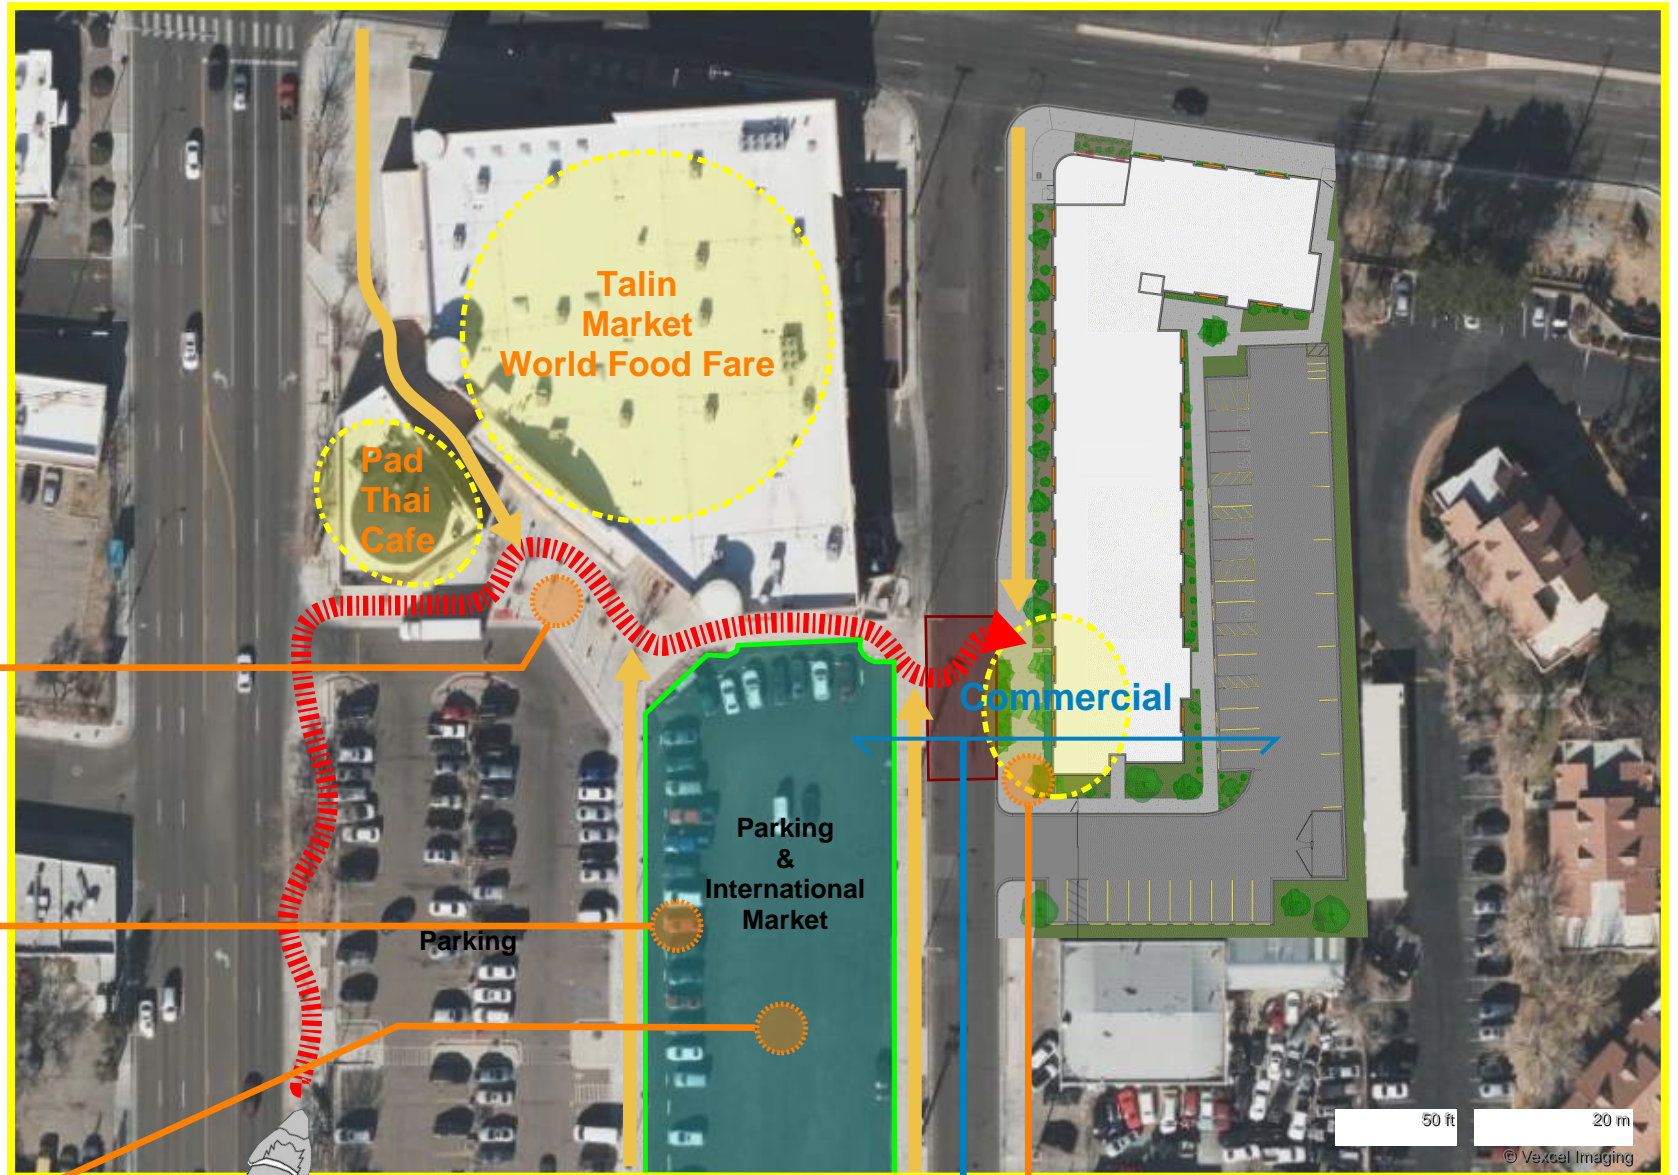 Talin
Market
World Food Fare
Pad
Thai
Cafe
Commercial
Parking
&
International
Market
Parking
50 ft
20 m
© Vexcel Imaging